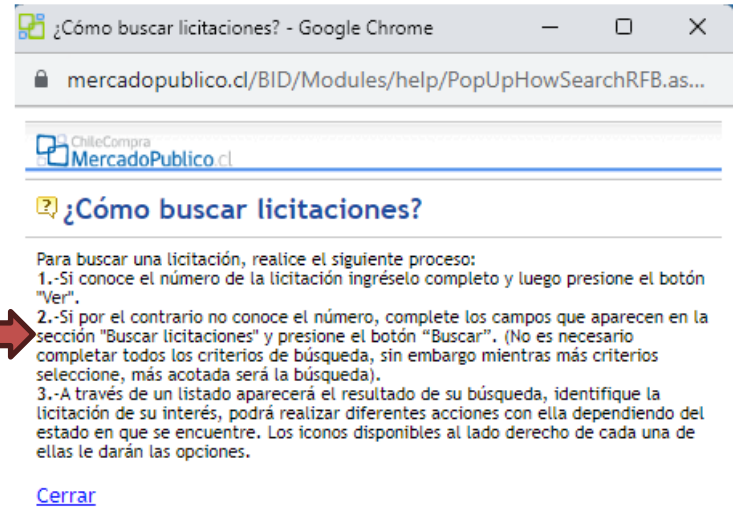 ¿Cómo buscar licitaciones? - Google Chrome
mercadopublico.cl/BID/Modules/help/PopUpHowSearchRFB.as...
ChileCompra
MercadoPublico.cl
¿Cómo buscar licitaciones?
Para buscar una licitación, realice el siguiente proceso:
1.-Si conoce el número de la licitación ingréselo completo y luego presione el botón
"Ver".
2.-Si por el contrario no conoce el número, complete los campos que aparecen en la
sección "Buscar licitaciones" y presione el botón “Buscar”. (No es necesario
completar todos los criterios de búsqueda, sin embargo mientras más criterios
seleccione, más acotada será la búsqueda).
3.-A través de un listado aparecerá el resultado de su búsqueda, identifique la
licitación de su interés, podrá realizar diferentes acciones con ella dependiendo del
estado en que se encuentre. Los iconos disponibles al lado derecho de cada una de
ellas le darán las opciones.
Cerrar